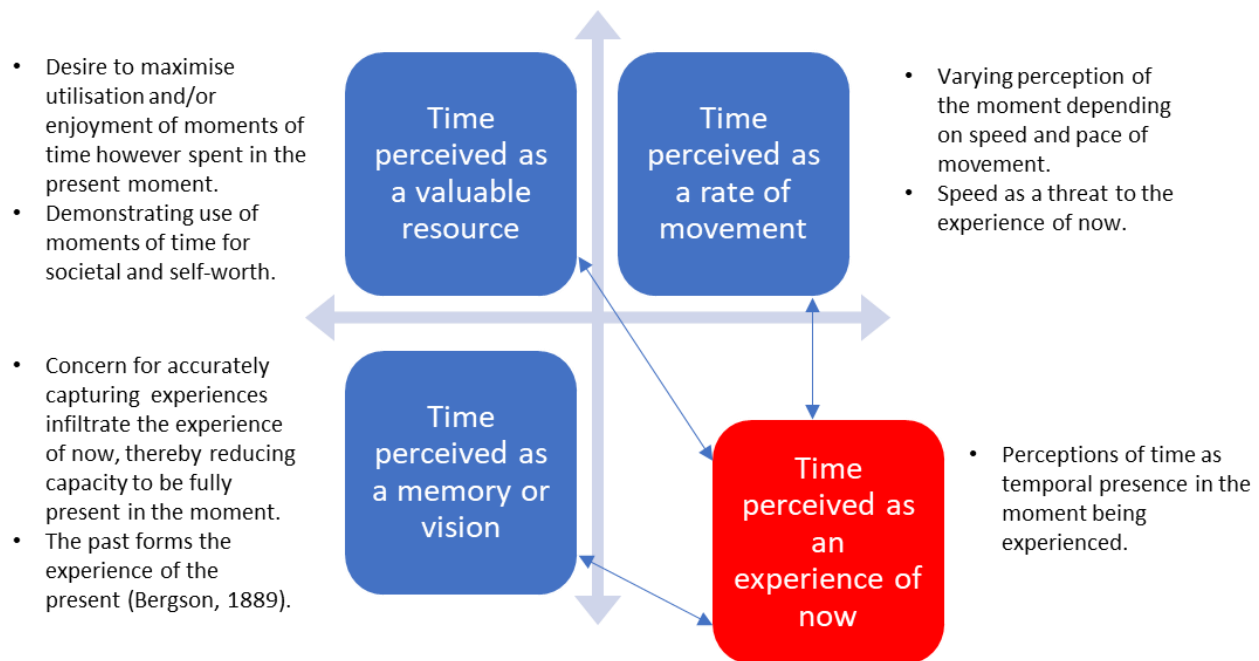 • Desire to maximise
utilisation and/or
enjoyment of moments of
time however spent in the
present moment.
• Demonstrating use of
moments of time for
societal and self-worth.
Time
perceived as
a valuable
resource
Time
perceived as
a rate of
movement
• Varying perception of
the moment depending
on speed and pace of
movement.
• Speed as a threat to the
experience of now.
• Concern for accurately
capturing experiences
infiltrate the experience
of now, thereby reducing
capacity to be fully
present in the moment.
• The past forms the
experience of the
present (Bergson, 1889).
Time
perceived as
a memory or
vision
Time
perceived as
an
experience of
now
• Perceptions of time as
temporal presence in the
moment being
experienced.